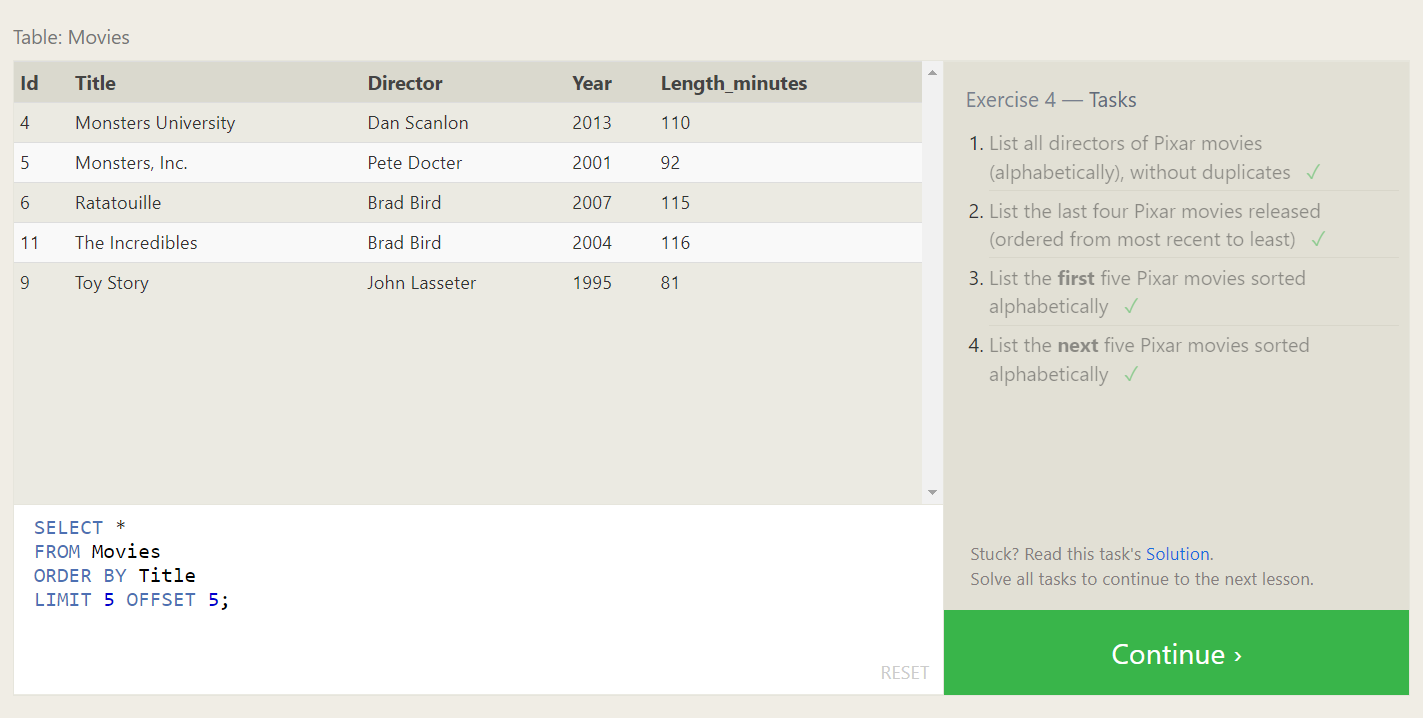 Table: Movies
Id Title Director Year Length_minutes
4 Monsters University Dan Scanlon 2013 110
5 Monsters, Inc. Pete Docter 2001 92
6 Ratatouille Brad Bird 2007 115
11 The Incredibles Brad Bird 2004 116
9 Toy Story John Lasseter 1995 81
SELECT *
FROM Movies
ORDER BY Title
LIMIT 5 OFFSET 5;
RESET
Exercise 4 — Tasks
1. List all directors of Pixar movies
(alphabetically), without duplicates ✓
2. List the last four Pixar movies released
(ordered from most recent to least) ✓
3. List the first five Pixar movies sorted
alphabetically ✓
4. List the next five Pixar movies sorted
alphabetically ✓
Stuck? Read this task's Solution.
Solve all tasks to continue to the next lesson.
Continue ›